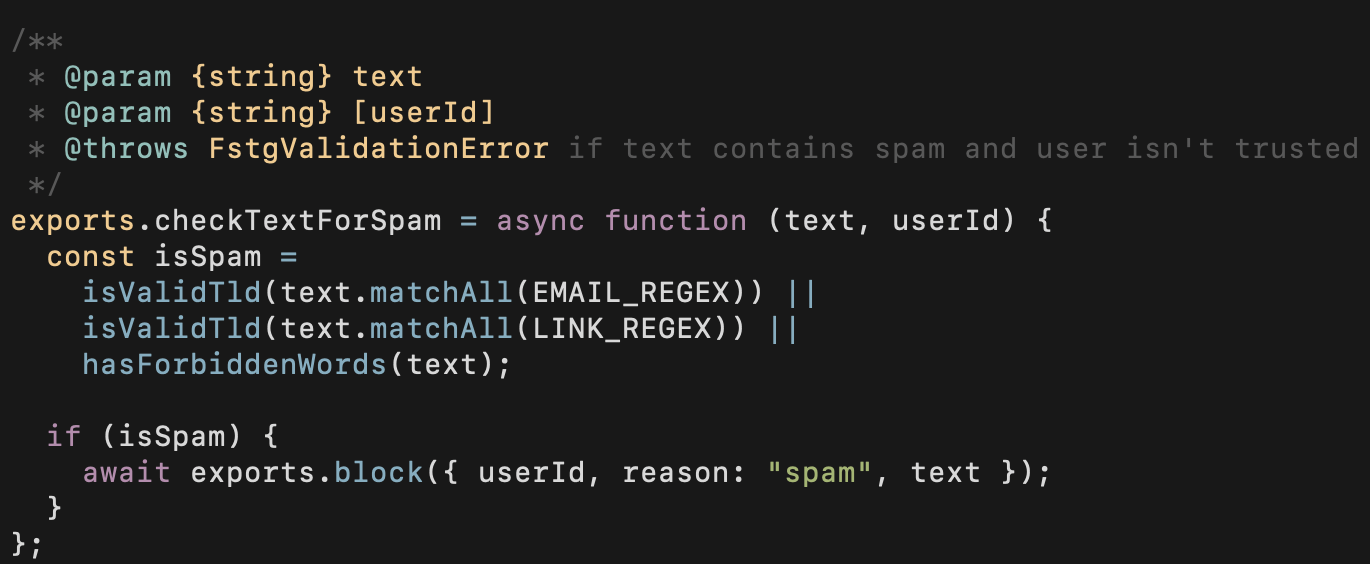 /**
 * @param {string} text
 * @param {string} [userId]
 * @throws FstgValidationError if text contains spam and user isn't trusted
 */
exports.checkTextForSpam = async function (text, userId) {
  const isSpam =
    isValidTld(text.matchAll(EMAIL_REGEX)) ||
    isValidTld(text.matchAll(LINK_REGEX)) ||
    hasForbiddenWords(text);

  if (isSpam) {
    await exports.block({ userId, reason: "spam", text });
  }
};